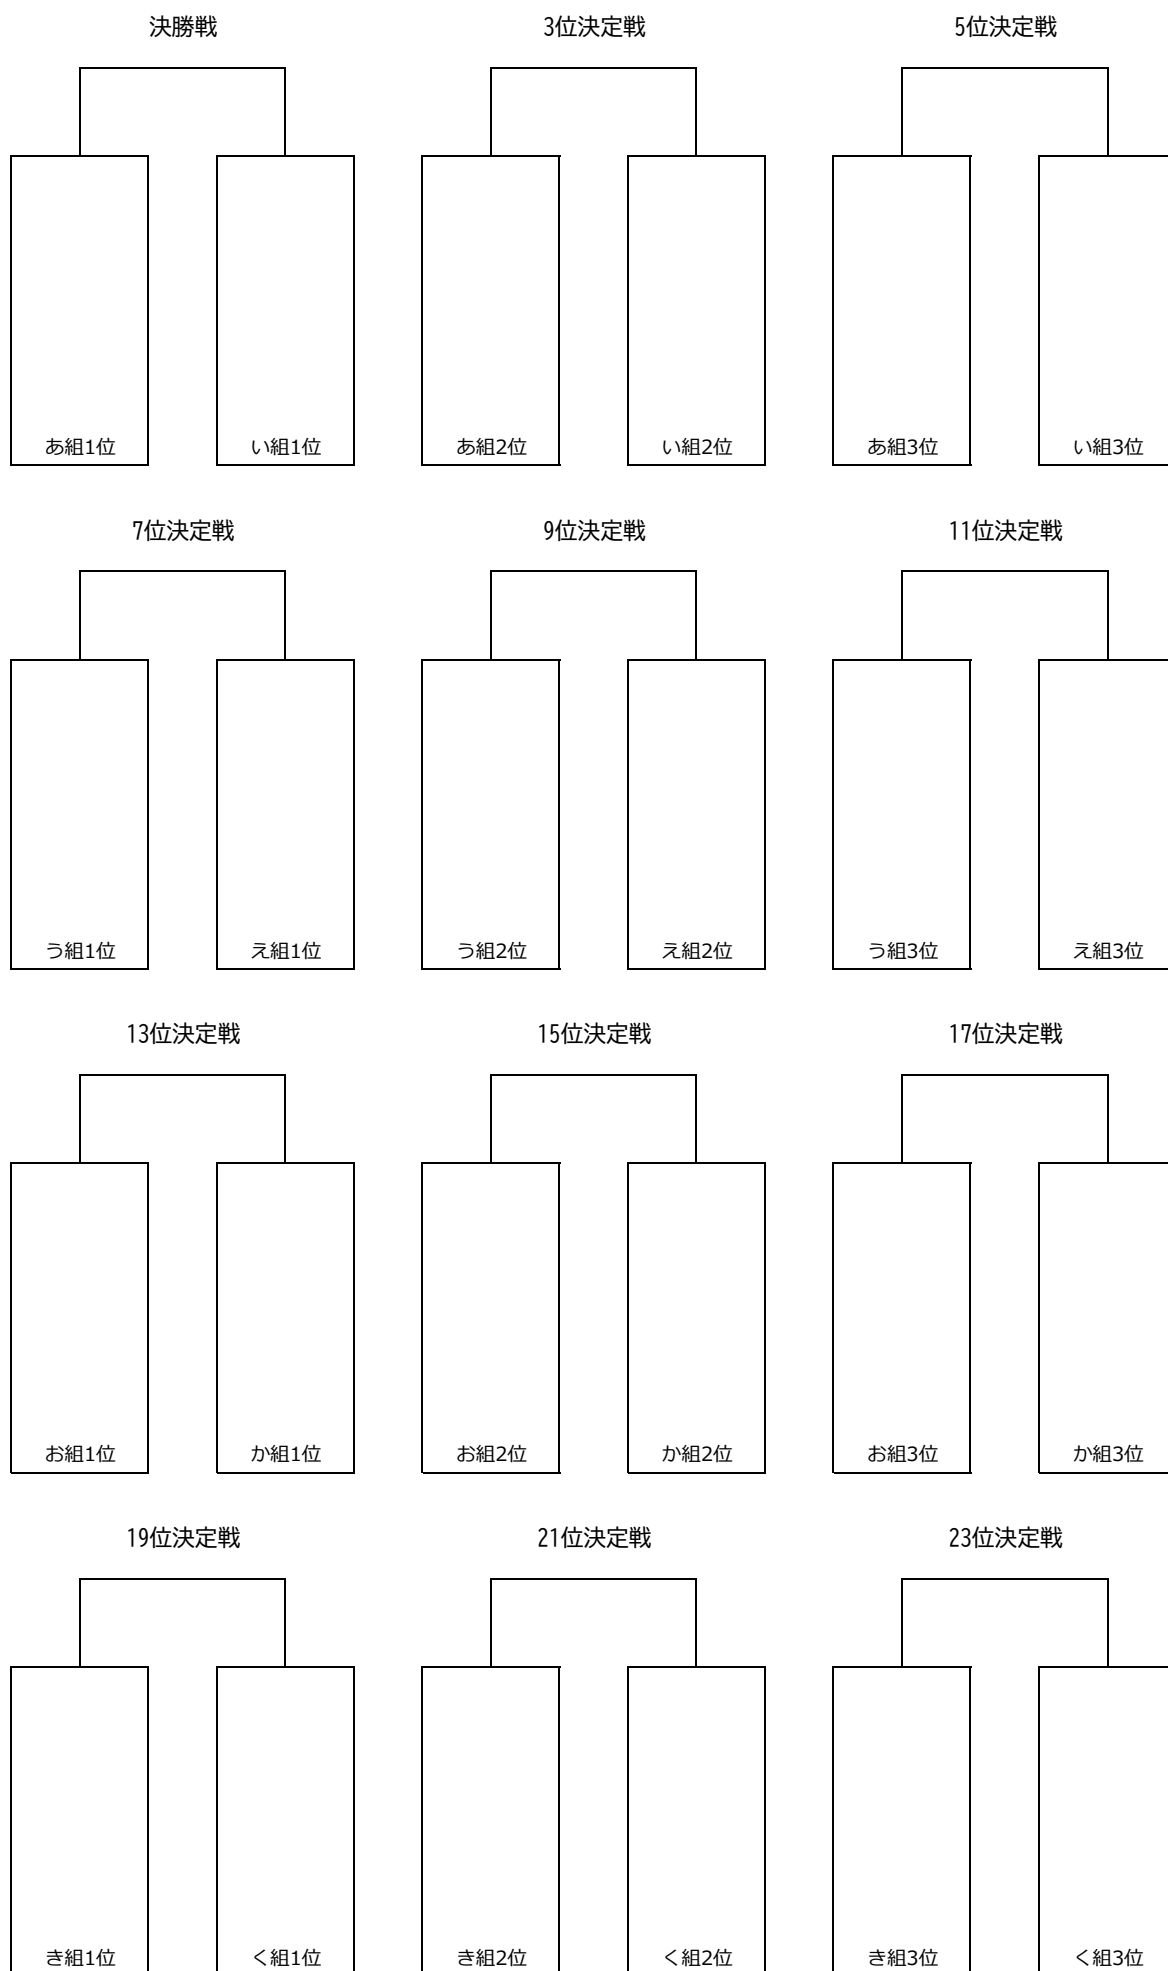 決勝戦 3位決定戦 5位決定戦
あ組1位 い組1位 あ組2位 い組2位 あ組3位 い組3位
7位決定戦 9位決定戦 11位決定戦
う組1位 え組1位 う組2位 え組2位 う組3位 え組3位
13位決定戦 15位決定戦 17位決定戦
お組1位 か組1位 お組2位 か組2位 お組3位 か組3位
19位決定戦 21位決定戦 23位決定戦
き組1位 く組1位 き組2位 く組2位 き組3位 く組3位